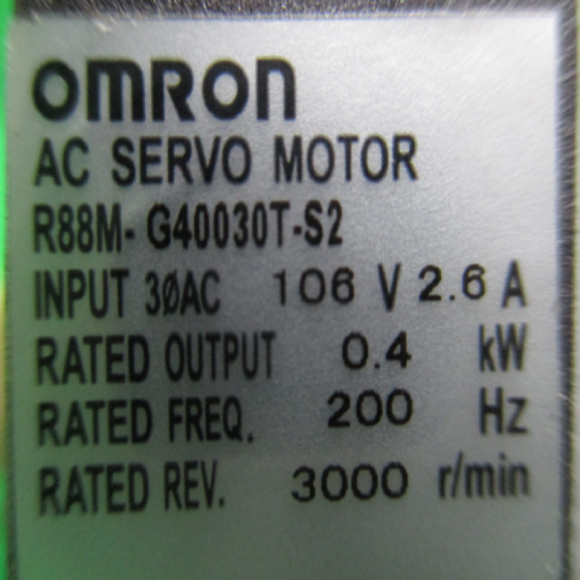 OMRON
AC SERVO MOTOR
R88M- G40030T-S2
INPUT 3ØAC 106 V 2.6 A
RATED OUTPUT 0.4 kW
RATED FREQ. 200 Hz
RATED REV. 3000 r/min